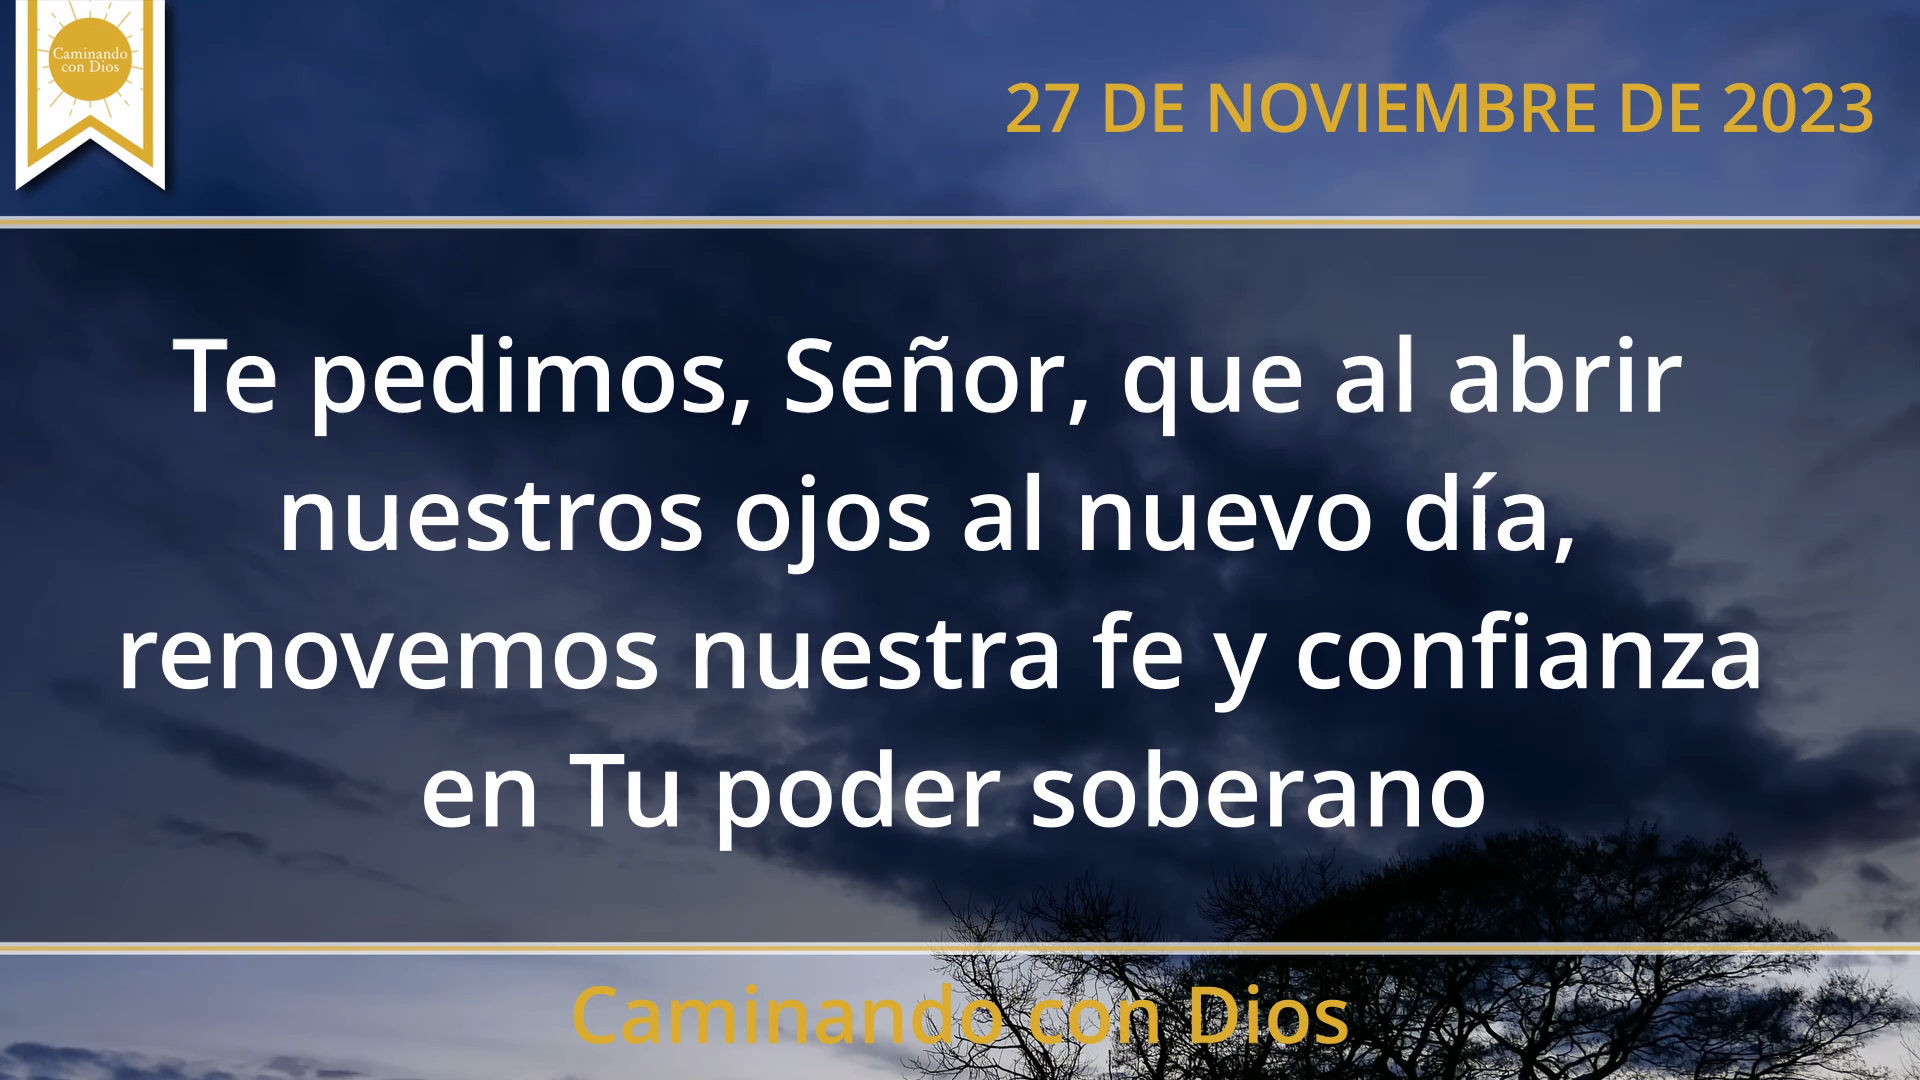 Caminando
con Dios
27 DE NOVIEMBRE DE 2023
Te pedimos, Señor, que al abrir
nuestros ojos al nuevo día,
renovemos nuestra fe y confianza
en Tu poder soberano
Caminando con Dios